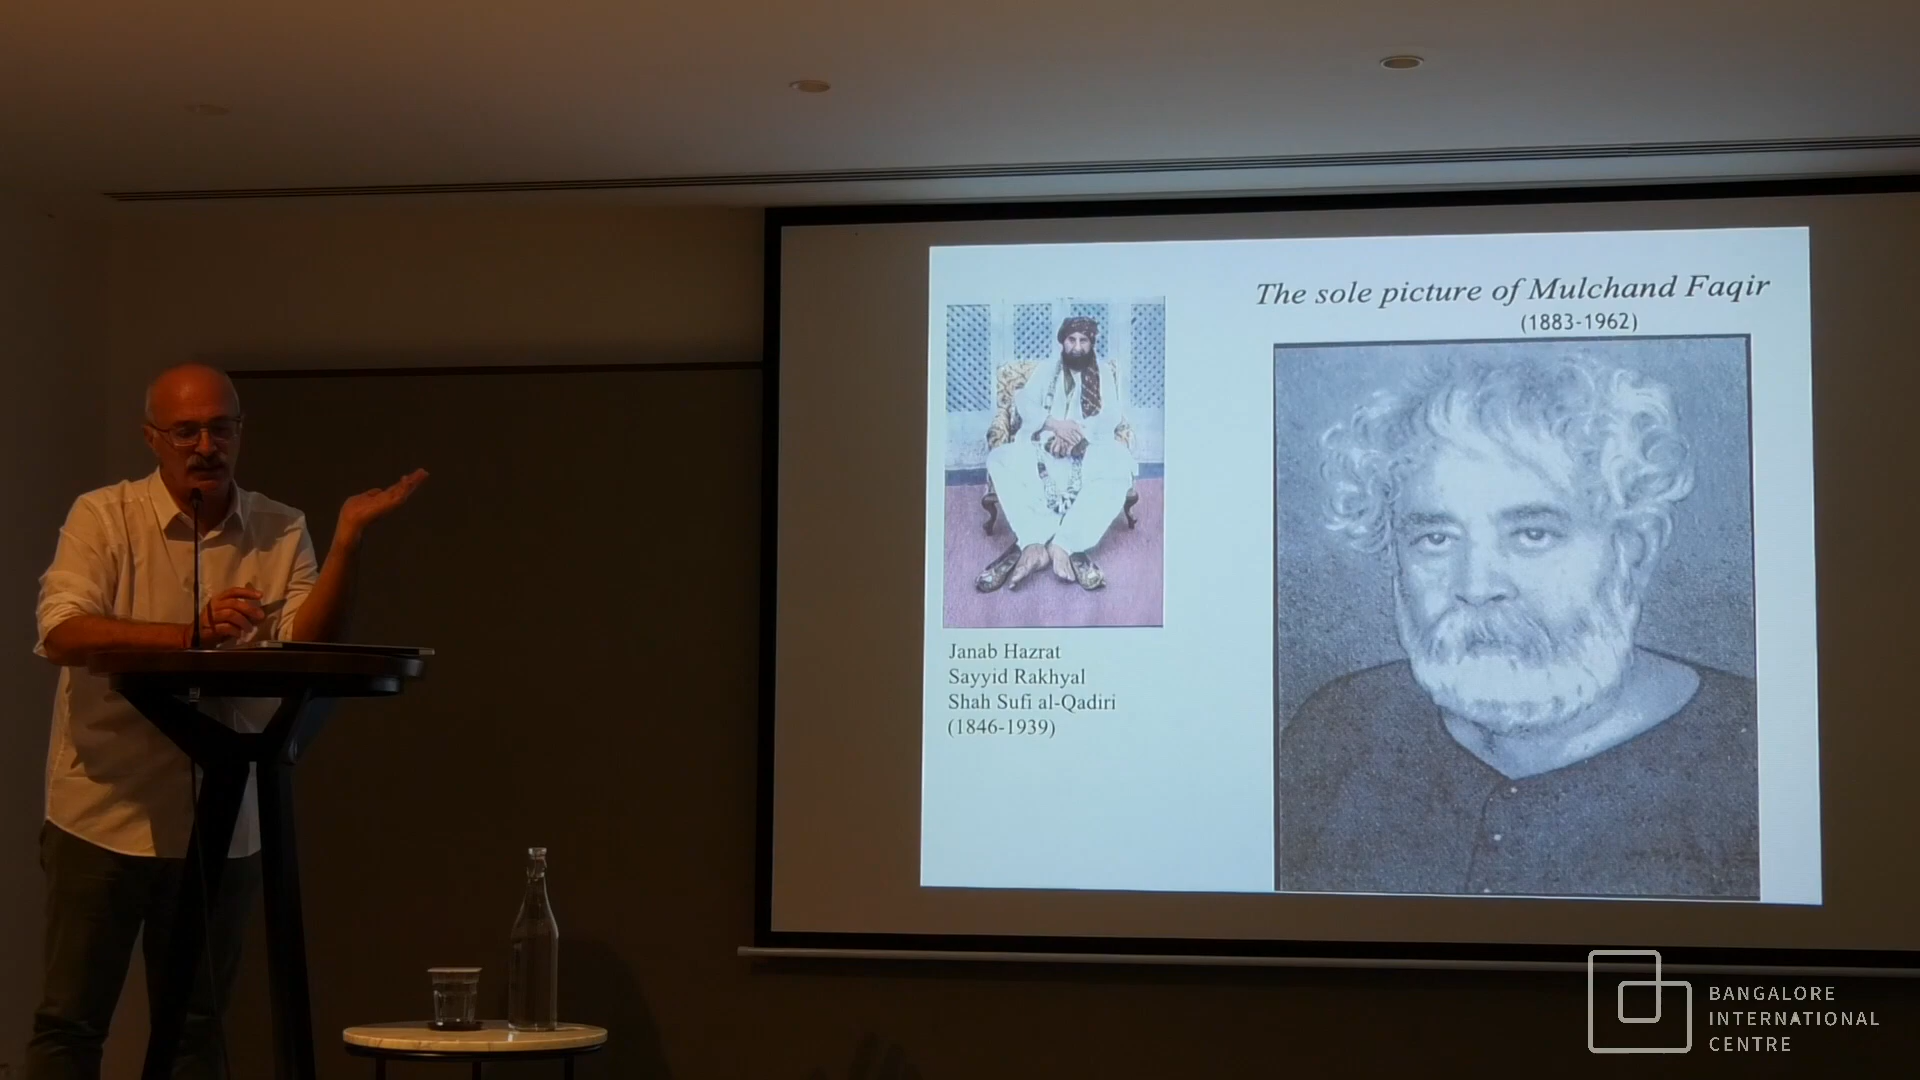 The sole picture of Mulchand Faqir
(1883-1962)
Janab Hazrat
Sayyid Rakhyal
Shah Sufi al-Qadiri
(1846-1939)
BANGALORE
INTERNATIONAL
CENTRE